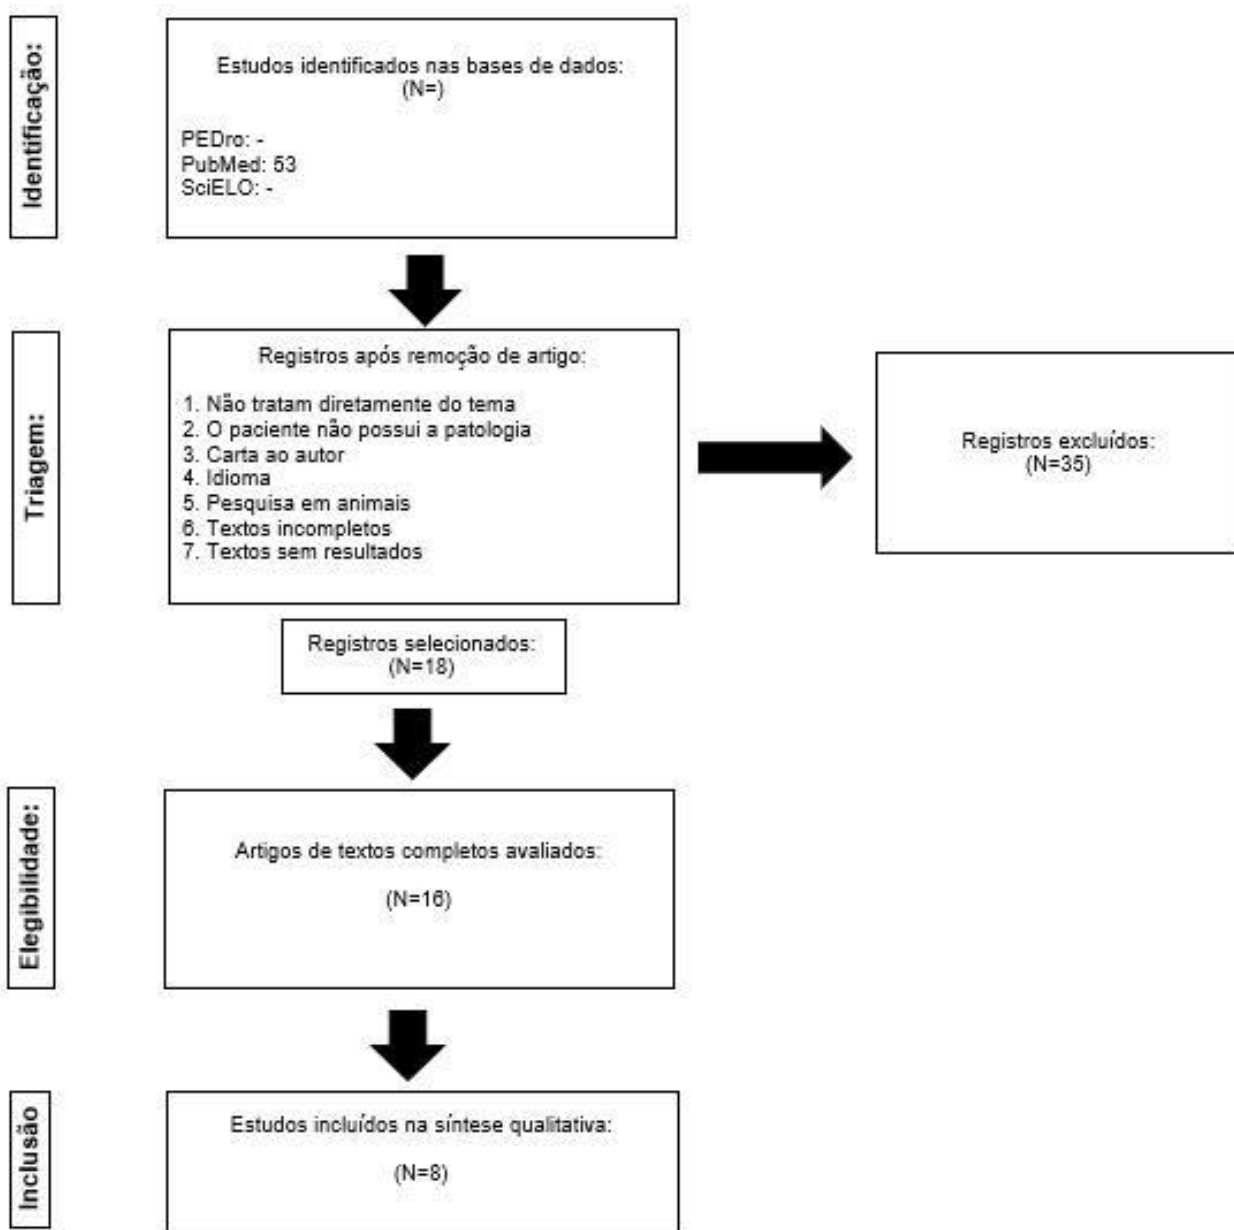 Identificação:
Estudos identificados nas bases de dados:
(N=)
PEDro: -
PubMed: 53
SciELO: -
Triagem:
Registros após remoção de artigo:
1. Não tratam diretamente do tema
2. O paciente não possui a patologia
3. Carta ao autor
4. Idioma
5. Pesquisa em animais
6. Textos incompletos
7. Textos sem resultados
Registros excluídos:
(N=35)
Registros selecionados:
(N=18)
Elegibilidade:
Artigos de textos completos avaliados:
(N=16)
Inclusão
Estudos incluídos na síntese qualitativa:
(N=8)